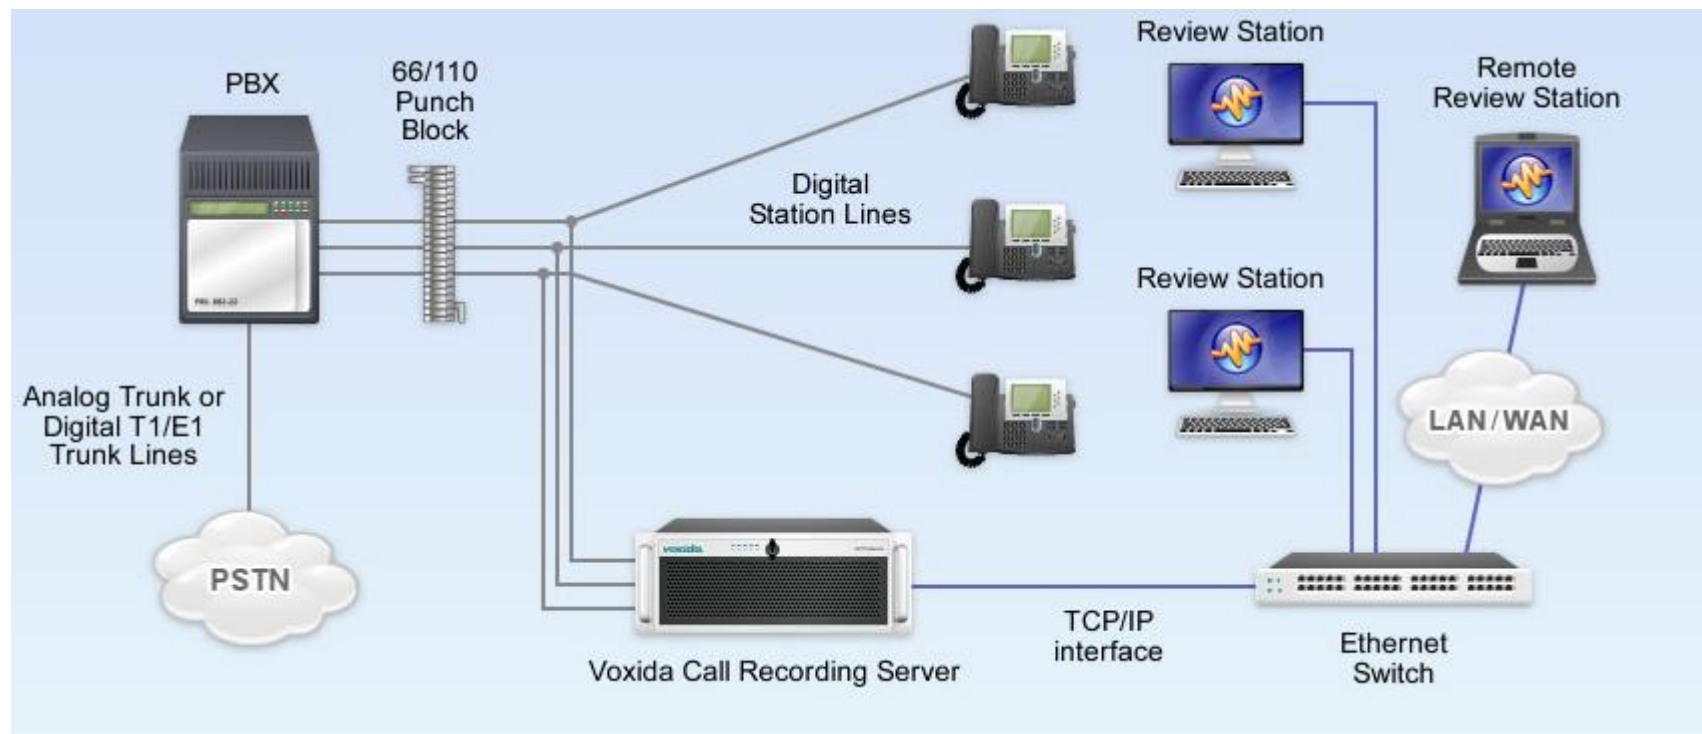 PBX
66/110
Punch
Block
Review Station
Remote
Review Station
Digital
Station Lines
Review Station
Analog Trunk or
Digital T1/E1
Trunk Lines
LAN/WAN
PSTN
voxida
TCP/IP
interface
Ethernet
Switch
Voxida Call Recording Server